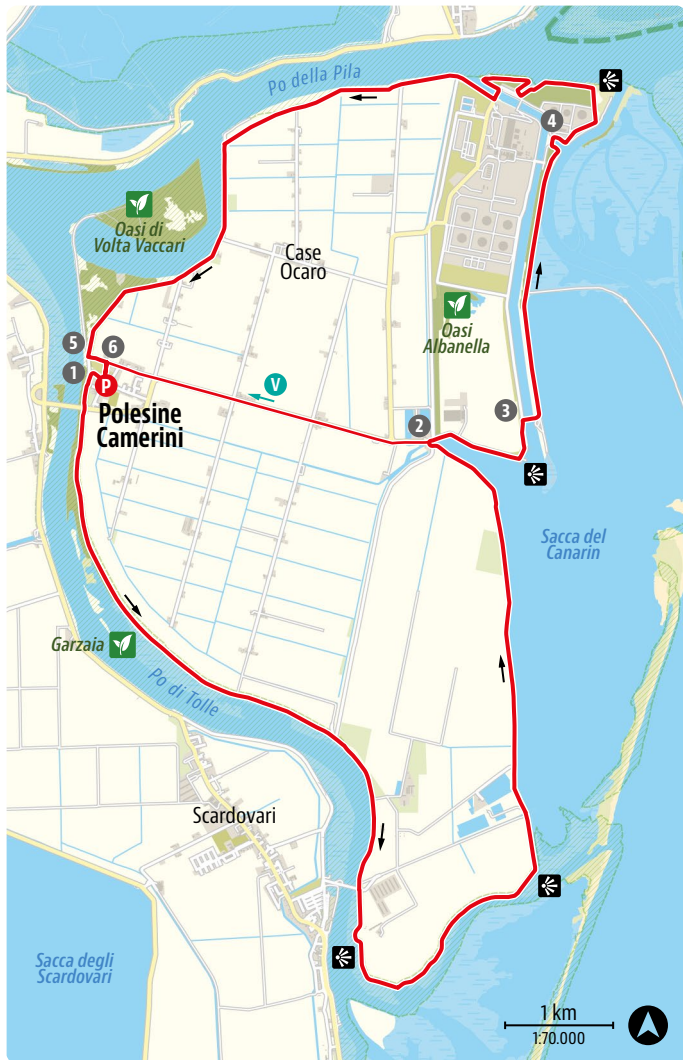 Po della Pila
4
Oasi di
Volta Vaccari
Case
Ocaro
Oasi
Albanella
5
6
1
P
V
Polesine
Camerini
2
3
Sacca del
Canarin
Garzaia
Po di Tolle
Scardovari
Sacca degli
Scardovari
1 km
1:70.000